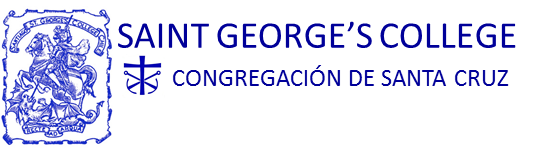 SAINT GEORGE'S COLLEGE
CONGREGACIÓN DE SANTA CRUZ